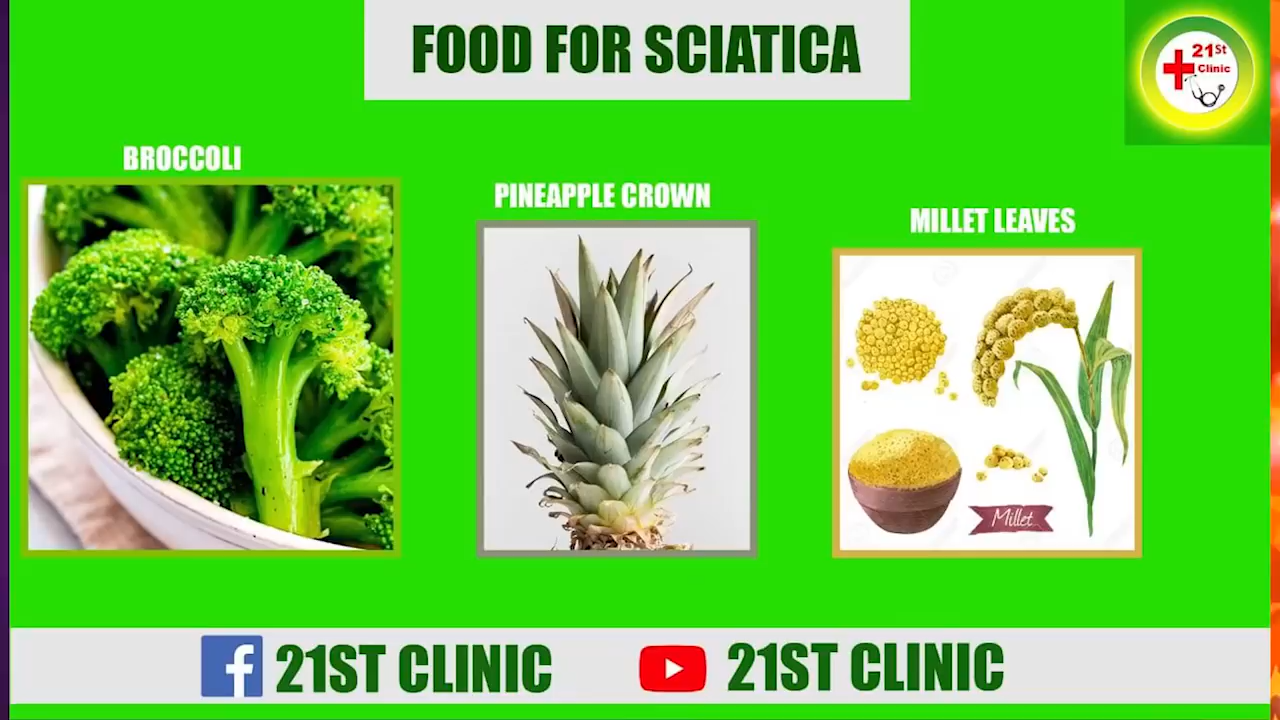 FOOD FOR SCIATICA
21St
Clinic
BROCCOLI
PINEAPPLE CROWN
MILLET LEAVES
Millet
21ST CLINIC
21ST CLINIC